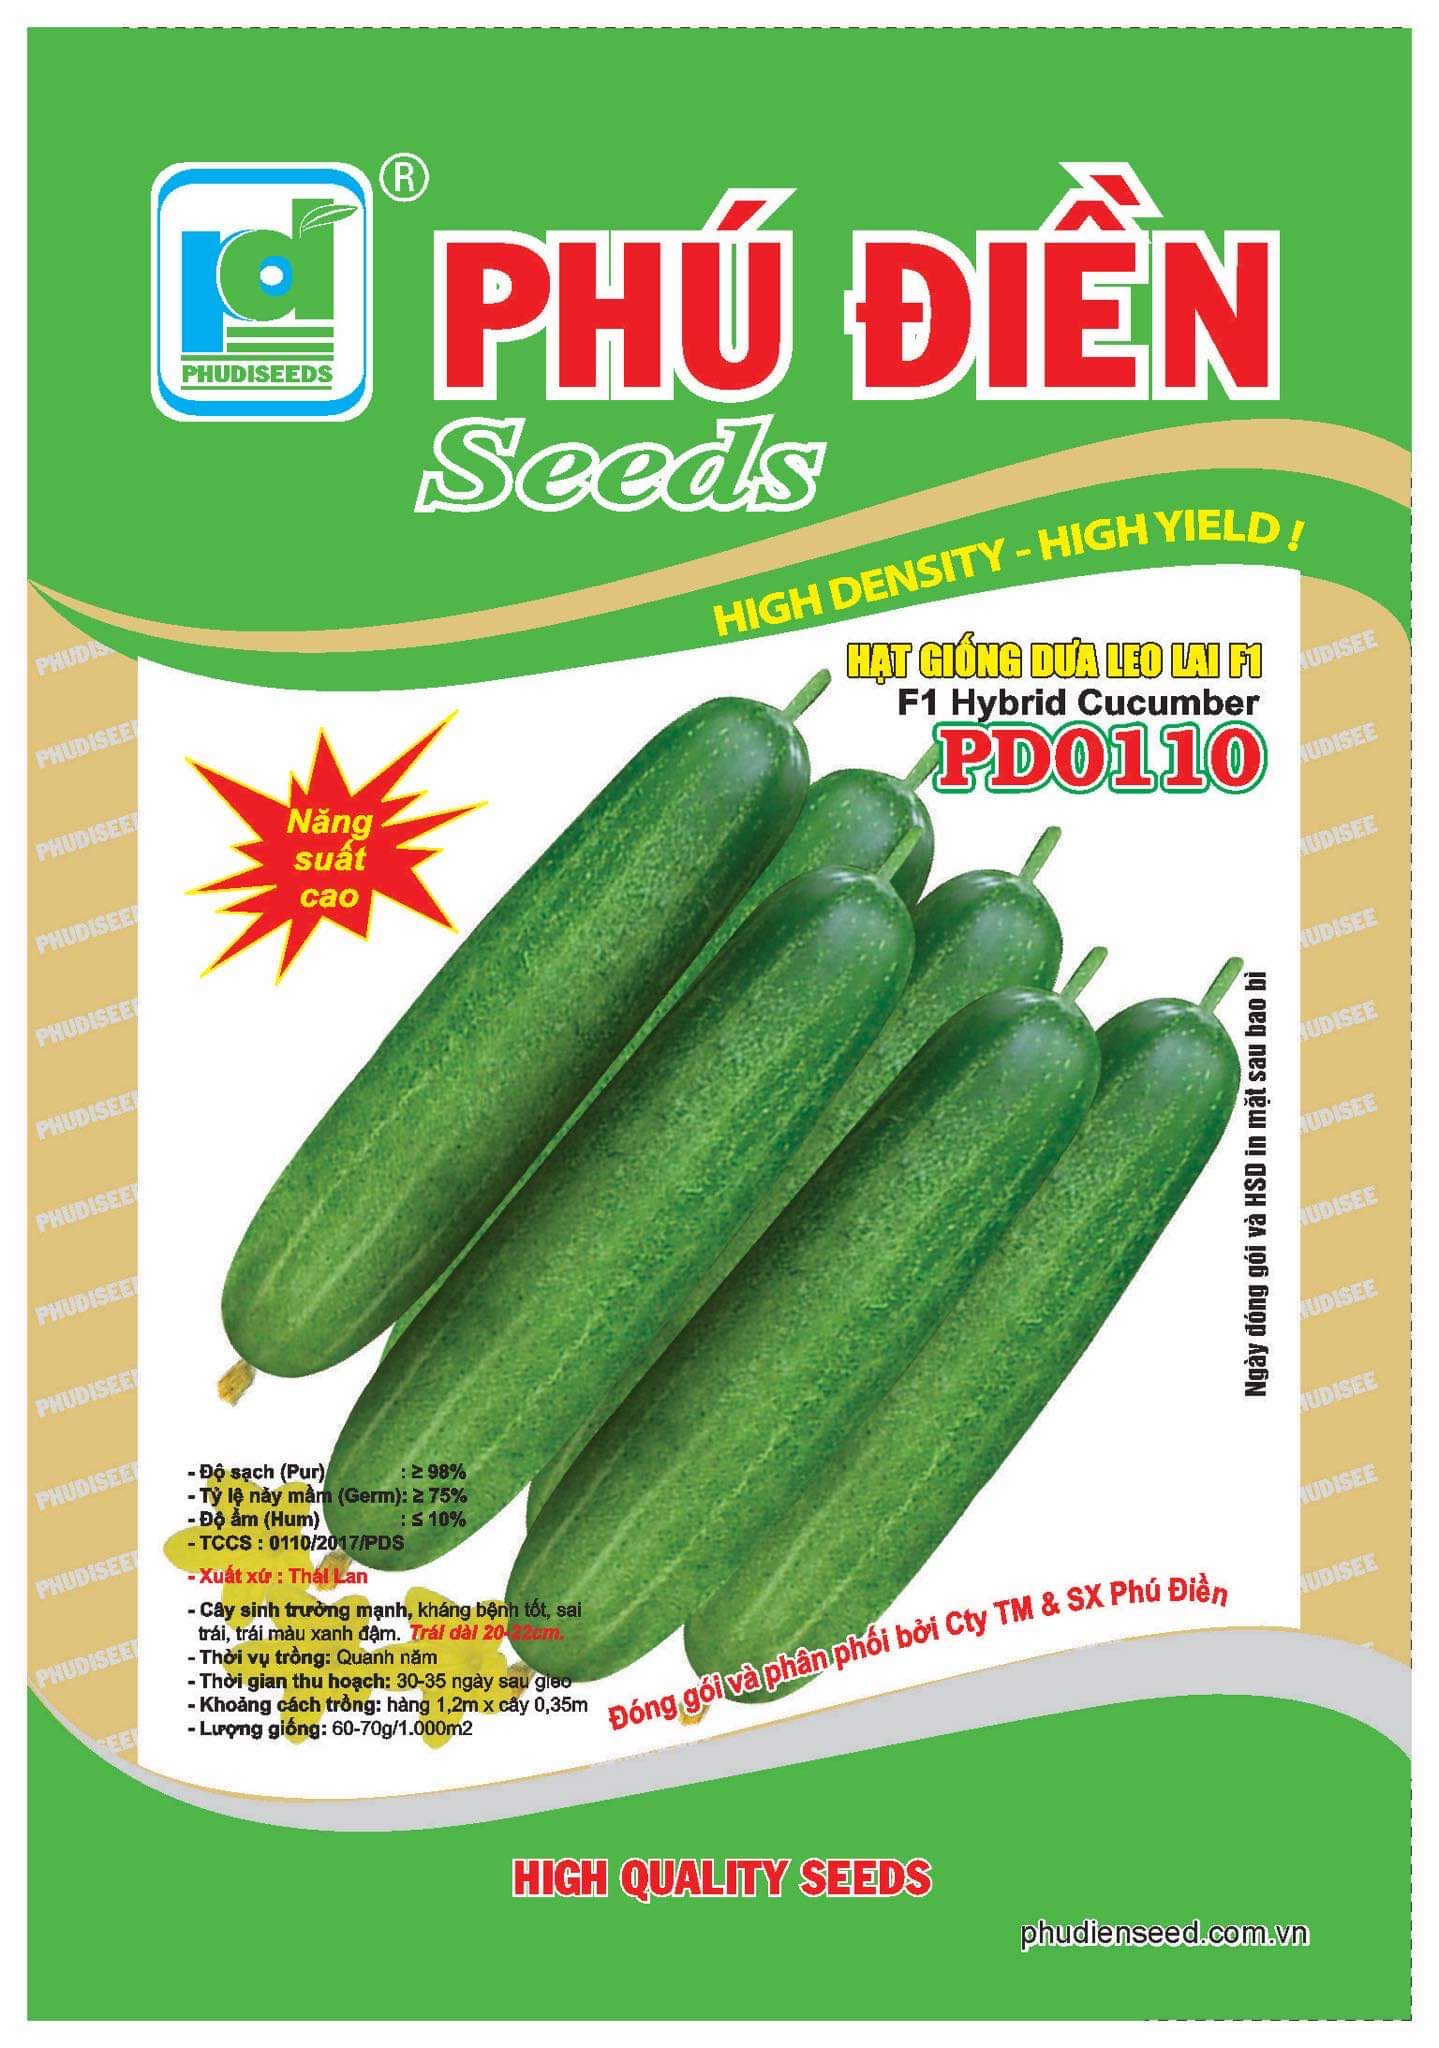 ®
PHUDISEEDS
PHÚ ĐIỀN
Seeds
HIGH DENSITY - HIGH YIELD !
HẠT GIỐNG DƯA LEO LAI F1
F1 Hybrid Cucumber
PD0110
Năng
suất
cao
Ngày đóng gói và HSD in mặt sau bao bì
- Độ sạch (Pur) : ≥ 98%
- Tỷ lệ nảy mầm (Germ): ≥ 75%
- Độ ẩm (Hum) : ≤ 10%
- TCCS : 0110/2017/PDS
- Xuất xứ : Thái Lan
- Cây sinh trưởng mạnh, kháng bệnh tốt, sai
trái, trái màu xanh đậm. Trái dài 20-22cm.
- Thời vụ trồng: Quanh năm
- Thời gian thu hoạch: 30-35 ngày sau gieo
- Khoảng cách trồng: hàng 1,2m x cây 0,35m
- Lượng giống: 60-70g/1.000m2
Đóng gói và phân phối bởi Cty TM & SX Phú Điền
HIGH QUALITY SEEDS
phudienseed.com.vn